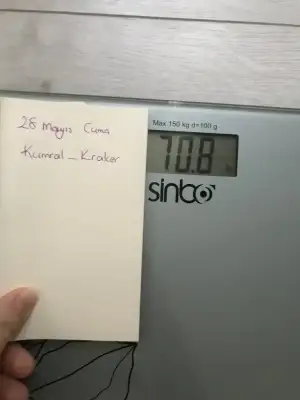 28 Mayıs Cuma
Kumral_Kraker
Max.150 kg d=100 g
70.8
sinbo